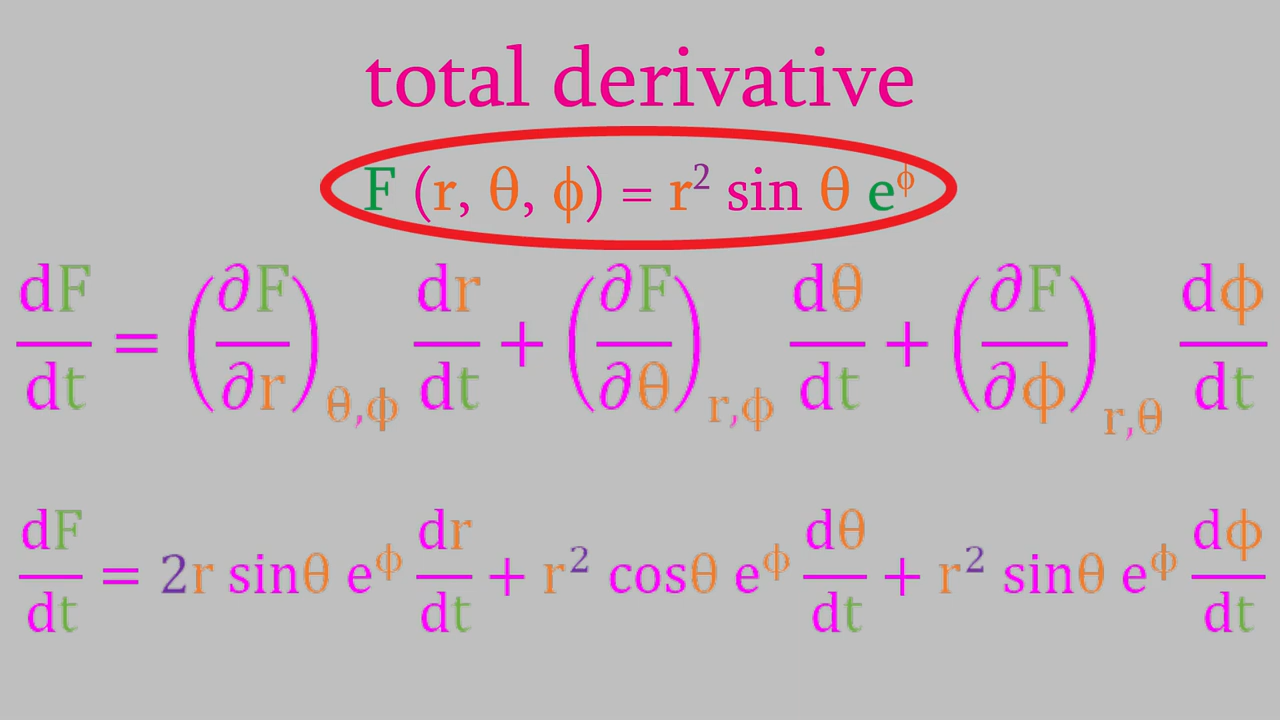 total derivative
F (r, θ, ϕ) = r² sin θ e^ϕ
dF/dt = (∂F/∂r)_θ,ϕ dr/dt + (∂F/∂θ)_r,ϕ dθ/dt + (∂F/∂ϕ)_r,θ dϕ/dt
dF/dt = 2r sinθ e^ϕ dr/dt + r² cosθ e^ϕ dθ/dt + r² sinθ e^ϕ dϕ/dt